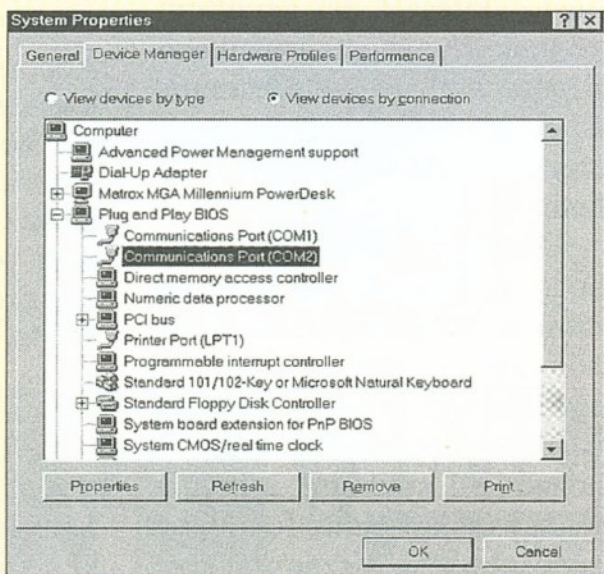 System Properties
General Device Manager Hardware Profiles Performance
View devices by type View devices by connection
Computer
Advanced Power Management support
Dial-Up Adapter
Matrox MGA Millennium PowerDesk
Plug and Play BIOS
Communications Port (COM1)
Communications Port (COM2)
Direct memory access controller
Numeric data processor
PCI bus
Printer Port (LPT1)
Programmable interrupt controller
Standard 101/102-Key or Microsoft Natural Keyboard
Standard Floppy Disk Controller
System board extension for PnP BIOS
System CMOS/real time clock
Properties Refresh Remove Print...
OK Cancel